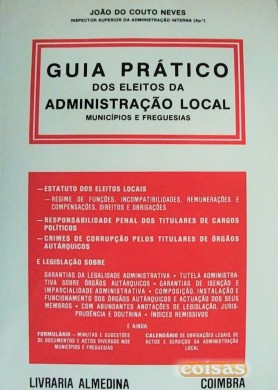 JOÃO DO COUTO NEVES
INSPECTOR SUPERIOR DA ADMINISTRAÇÃO INTERNA (Ap.º)
GUIA PRÁTICO
DOS ELEITOS DA
ADMINISTRAÇÃO LOCAL
MUNICÍPIOS E FREGUESIAS
—ESTATUTO DOS ELEITOS LOCAIS
—REGIME DE FUNÇÕES, INCOMPATIBILIDADES, REMUNERAÇÕES E
COMPENSAÇÕES, DIREITOS E OBRIGAÇÕES
—RESPONSABILIDADE PENAL DOS TITULARES DE CARGOS
POLÍTICOS
—CRIMES DE CORRUPÇÃO PELOS TITULARES DE ÓRGÃOS
AUTÁRQUICOS
E LEGISLAÇÃO SOBRE
GARANTIAS DA LEGALIDADE ADMINISTRATIVA • TUTELA ADMINISTRA-
TIVA SOBRE ÓRGÃOS AUTÁRQUICOS • GARANTIAS DE ISENÇÃO E
IMPARCIALIDADE ADMINISTRATIVA • COMPOSIÇÃO, INSTALAÇÃO E
FUNCIONAMENTO DOS ÓRGÃOS AUTÁRQUICOS E ACTUAÇÃO DOS SEUS
MEMBROS • COM ABUNDANTES ANOTAÇÕES DE LEGISLAÇÃO, JURIS-
PRUDÊNCIA E DOUTRINA • ÍNDICES REMISSIVOS
E AINDA
FORMULÁRIO — MINUTAS E SUGESTÕES
DE DOCUMENTOS E ACTOS DIVERSOS NOS
MUNICÍPIOS E FREGUESIAS
CALENDÁRIO DE OBRIGAÇÕES LEGAIS, DE
ACTOS E SERVIÇOS DA ADMINISTRAÇÃO
LOCAL
coisas
LIVRARIA ALMEDINA COIMBRA